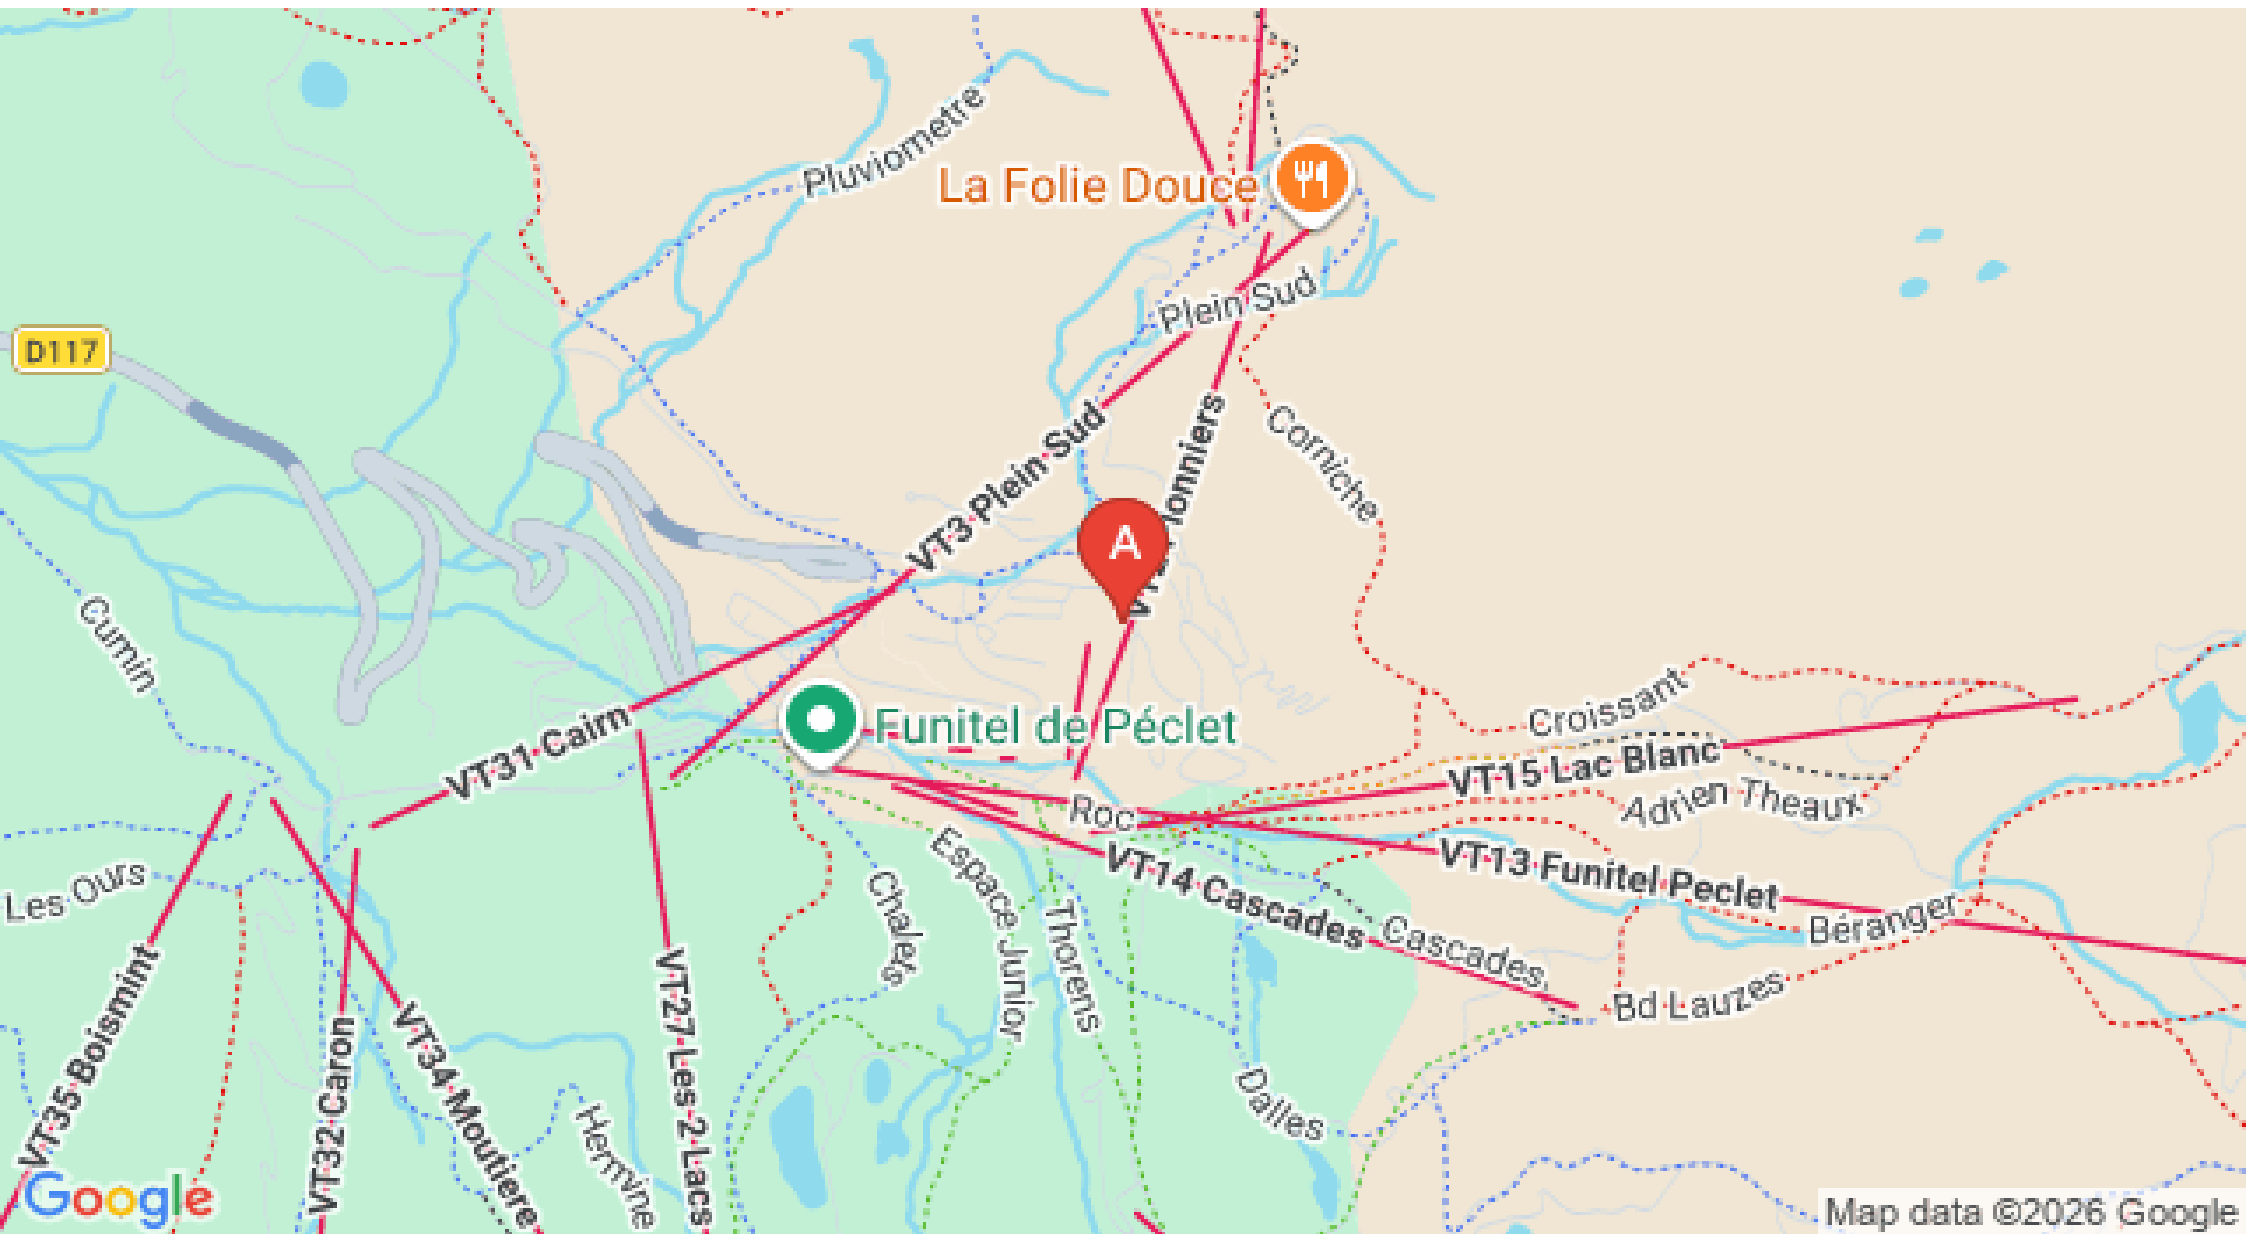 Pluviometre
La Folie Douce
Plein Sud
D117
VT3 Plein Sud
lonniers
Corniche
A
Cumin
Croissant
Funitel de Péclet
VT31 Cairn
VT15 Lac Blanc
Adrien Theaux
Roc
VT13 Funitel Peclet
VT14 Cascades
Espace Junior
Chalets
Les Ours
Thorens
Cascades
Béranger
Bd Lauzes
VT35 Boismint
VT32 Caron
VT34 Moutiere
VT27 Les 2 Lacs
Hermine
Dalles
Google
Map data ©2026 Google